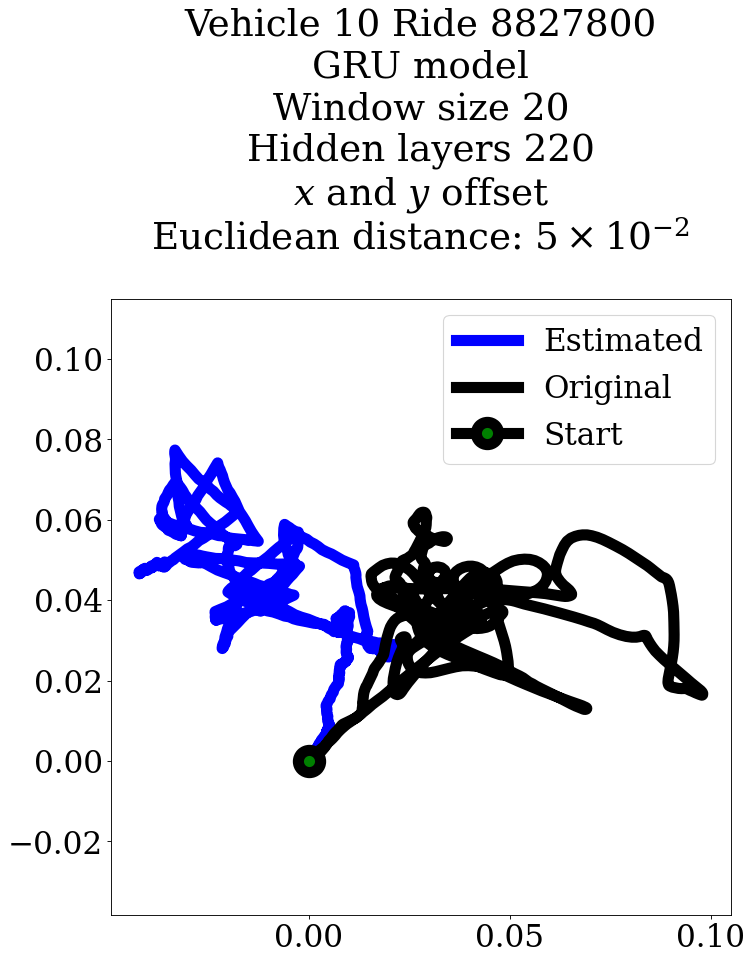 Vehicle 10 Ride 8827800
GRU model
Window size 20
Hidden layers 220
x and y offset
Euclidean distance: 5 × 10⁻²
Estimated
Original
Start
0.10
0.08
0.06
0.04
0.02
0.00
−0.02
0.00 0.05 0.10